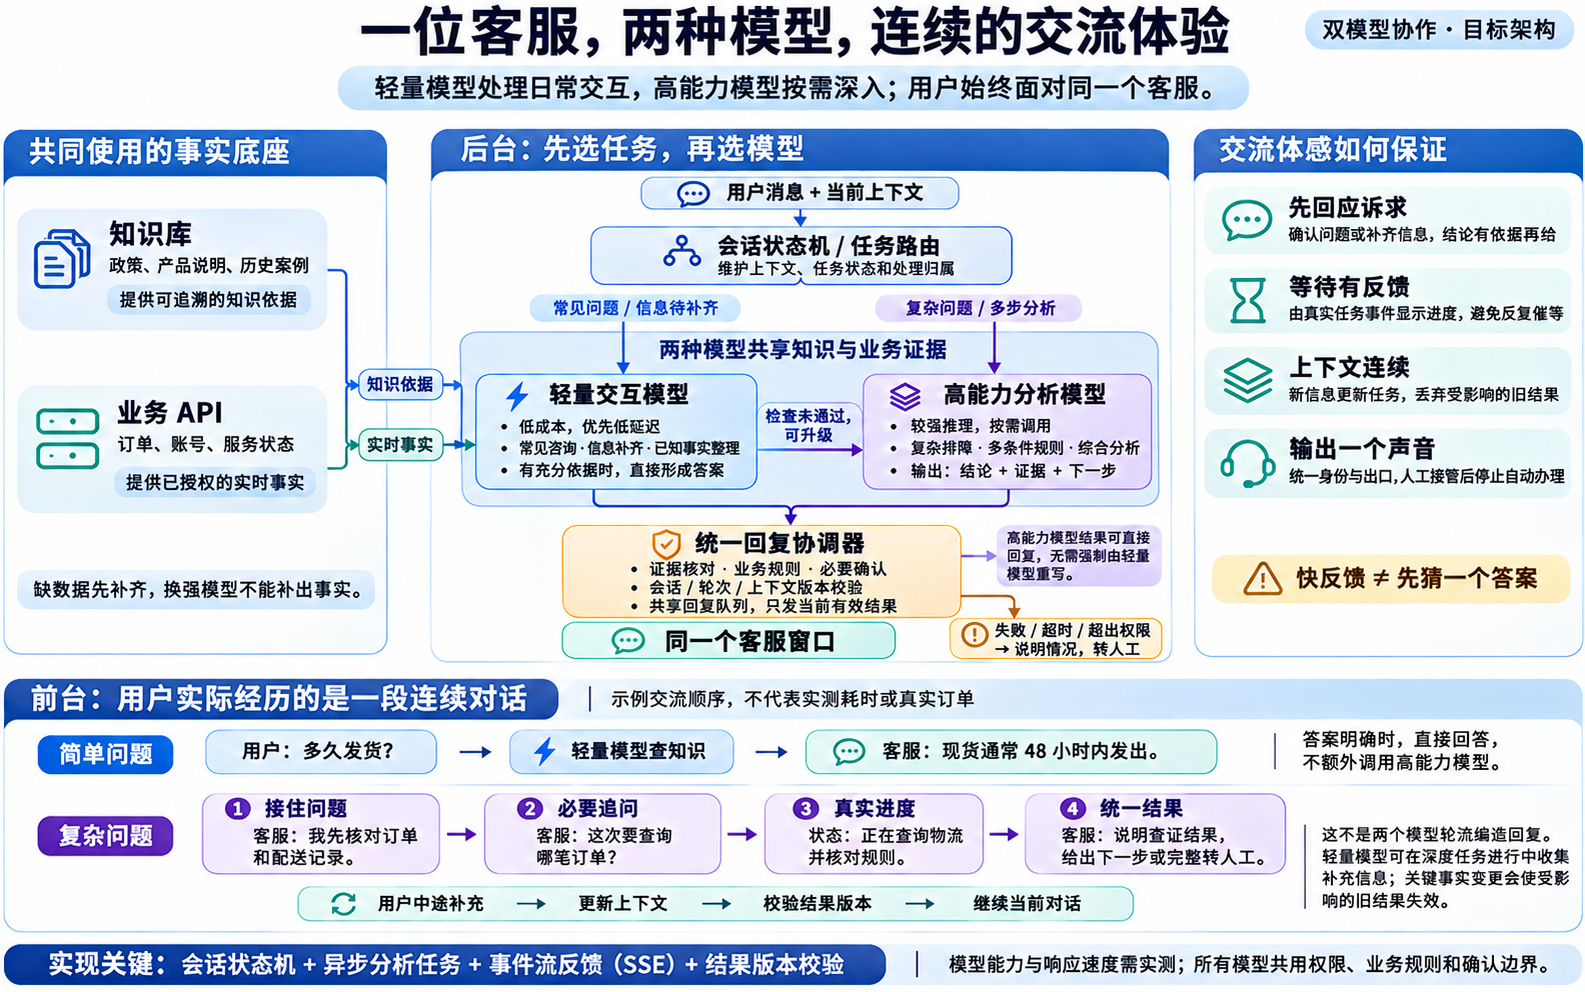 一位客服，两种模型，连续的交流体验
双模型协作 · 目标架构
轻量模型处理日常交互，高能力模型按需深入；用户始终面对同一个客服。
共同使用的事实底座
知识库
政策、产品说明、历史案例
提供可追溯的知识依据
业务 API
订单、账号、服务状态
提供已授权的实时事实
缺数据先补齐，换强模型不能补出事实。
知识依据
实时事实
后台：先选任务，再选模型
用户消息 + 当前上下文
会话状态机 / 任务路由
维护上下文、任务状态和处理归属
常见问题 / 信息待补齐
复杂问题 / 多步分析
两种模型共享知识与业务证据
轻量交互模型
• 低成本，优先低延迟
• 常见咨询 · 信息补齐 · 已知事实整理
• 有充分依据时，直接形成答案
检查未通过，
可升级
高能力分析模型
• 较强推理，按需调用
• 复杂排障 · 多条件规则 · 综合分析
• 输出：结论 + 证据 + 下一步
统一回复协调器
• 证据核对 · 业务规则 · 必要确认
• 会话 / 轮次 / 上下文版本校验
• 共享回复队列，只发当前有效结果
高能力模型结果可直接
回复，无需强制由轻量
模型重写。
同一个客服窗口
失败 / 超时 / 超出权限
→ 说明情况，转人工
交流体感如何保证
先回应诉求
确认问题或补齐信息，结论有依据再给
等待有反馈
由真实任务事件显示进度，避免反复催等
上下文连续
新信息更新任务，丢弃受影响的旧结果
输出一个声音
统一身份与出口，人工接管后停止自动办理
快反馈 ≠ 先猜一个答案
前台：用户实际经历的是一段连续对话
示例交流顺序，不代表实测耗时或真实订单
简单问题
用户：多久发货？
轻量模型查知识
客服：现货通常 48 小时内发出。
答案明确时，直接回答，
不额外调用高能力模型。
复杂问题
1 接住问题
客服：我先核对订单
和配送记录。
2 必要追问
客服：这次要查询
哪笔订单？
3 真实进度
状态：正在查询物流
并核对规则。
4 统一结果
客服：说明查证结果，
给出下一步或完整转人工。
这不是两个模型轮流编造回复。
轻量模型可在深度任务进行中收集
补充信息；关键事实变更会使受影
响的旧结果失效。
用户中途补充 → 更新上下文 → 校验结果版本 → 继续当前对话
实现关键：会话状态机 + 异步分析任务 + 事件流反馈（SSE）+ 结果版本校验
模型能力与响应速度需实测；所有模型共用权限、业务规则和确认边界。